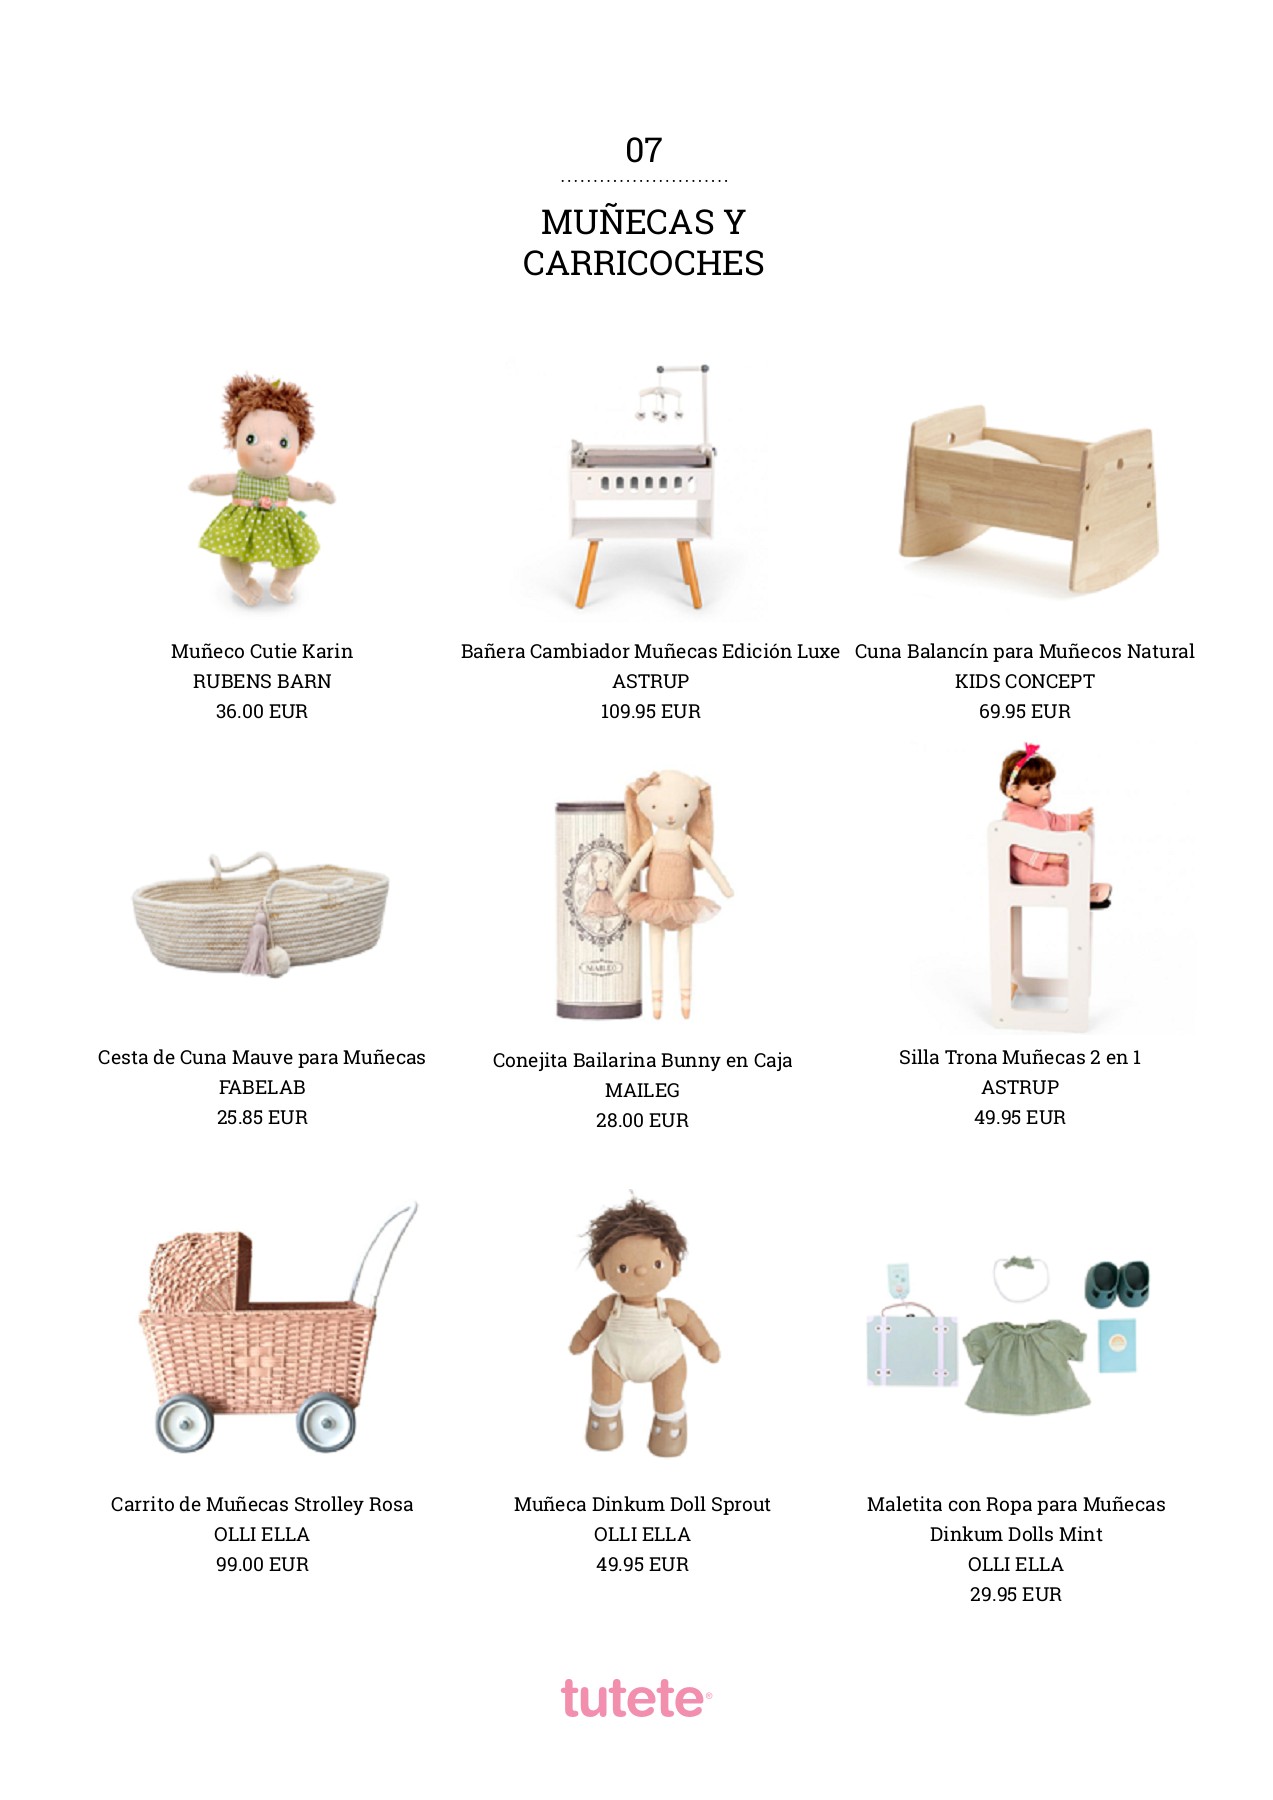 07
MUÑECAS Y
CARRICOCHES
Muñeco Cutie Karin
RUBENS BARN
36.00 EUR
Bañera Cambiador Muñecas Edición Luxe
ASTRUP
109.95 EUR
Cuna Balancín para Muñecos Natural
KIDS CONCEPT
69.95 EUR
MAILEG
Cesta de Cuna Mauve para Muñecas
FABELAB
25.85 EUR
Conejita Bailarina Bunny en Caja
MAILEG
28.00 EUR
Silla Trona Muñecas 2 en 1
ASTRUP
49.95 EUR
Carrito de Muñecas Strolley Rosa
OLLI ELLA
99.00 EUR
Muñeca Dinkum Doll Sprout
OLLI ELLA
49.95 EUR
Maletita con Ropa para Muñecas
Dinkum Dolls Mint
OLLI ELLA
29.95 EUR
tutete®